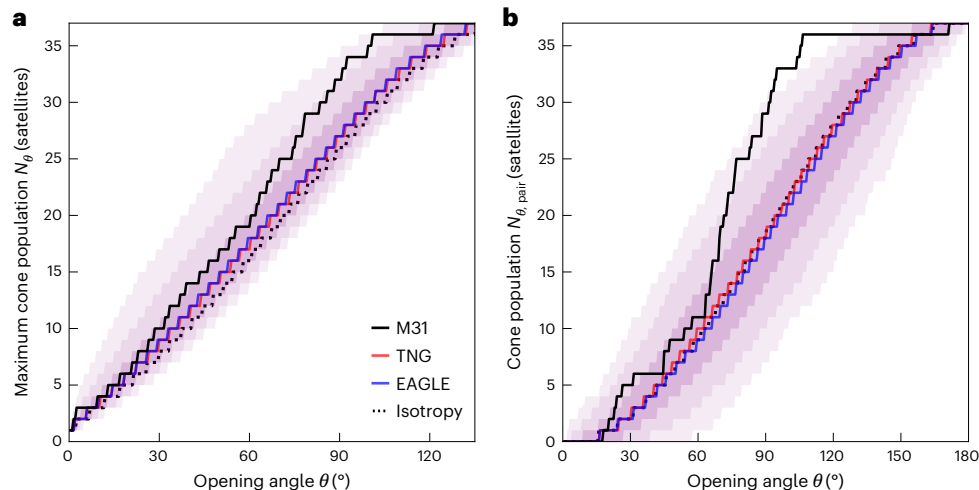 a
b
Maximum cone population Nθ (satellites)
35
30
25
20
15
10
5
0
0 30 60 90 120
Opening angle θ (°)
M31
TNG
EAGLE
Isotropy
Cone population Nθ, pair (satellites)
35
30
25
20
15
10
5
0
0 30 60 90 120 150 180
Opening angle θ (°)